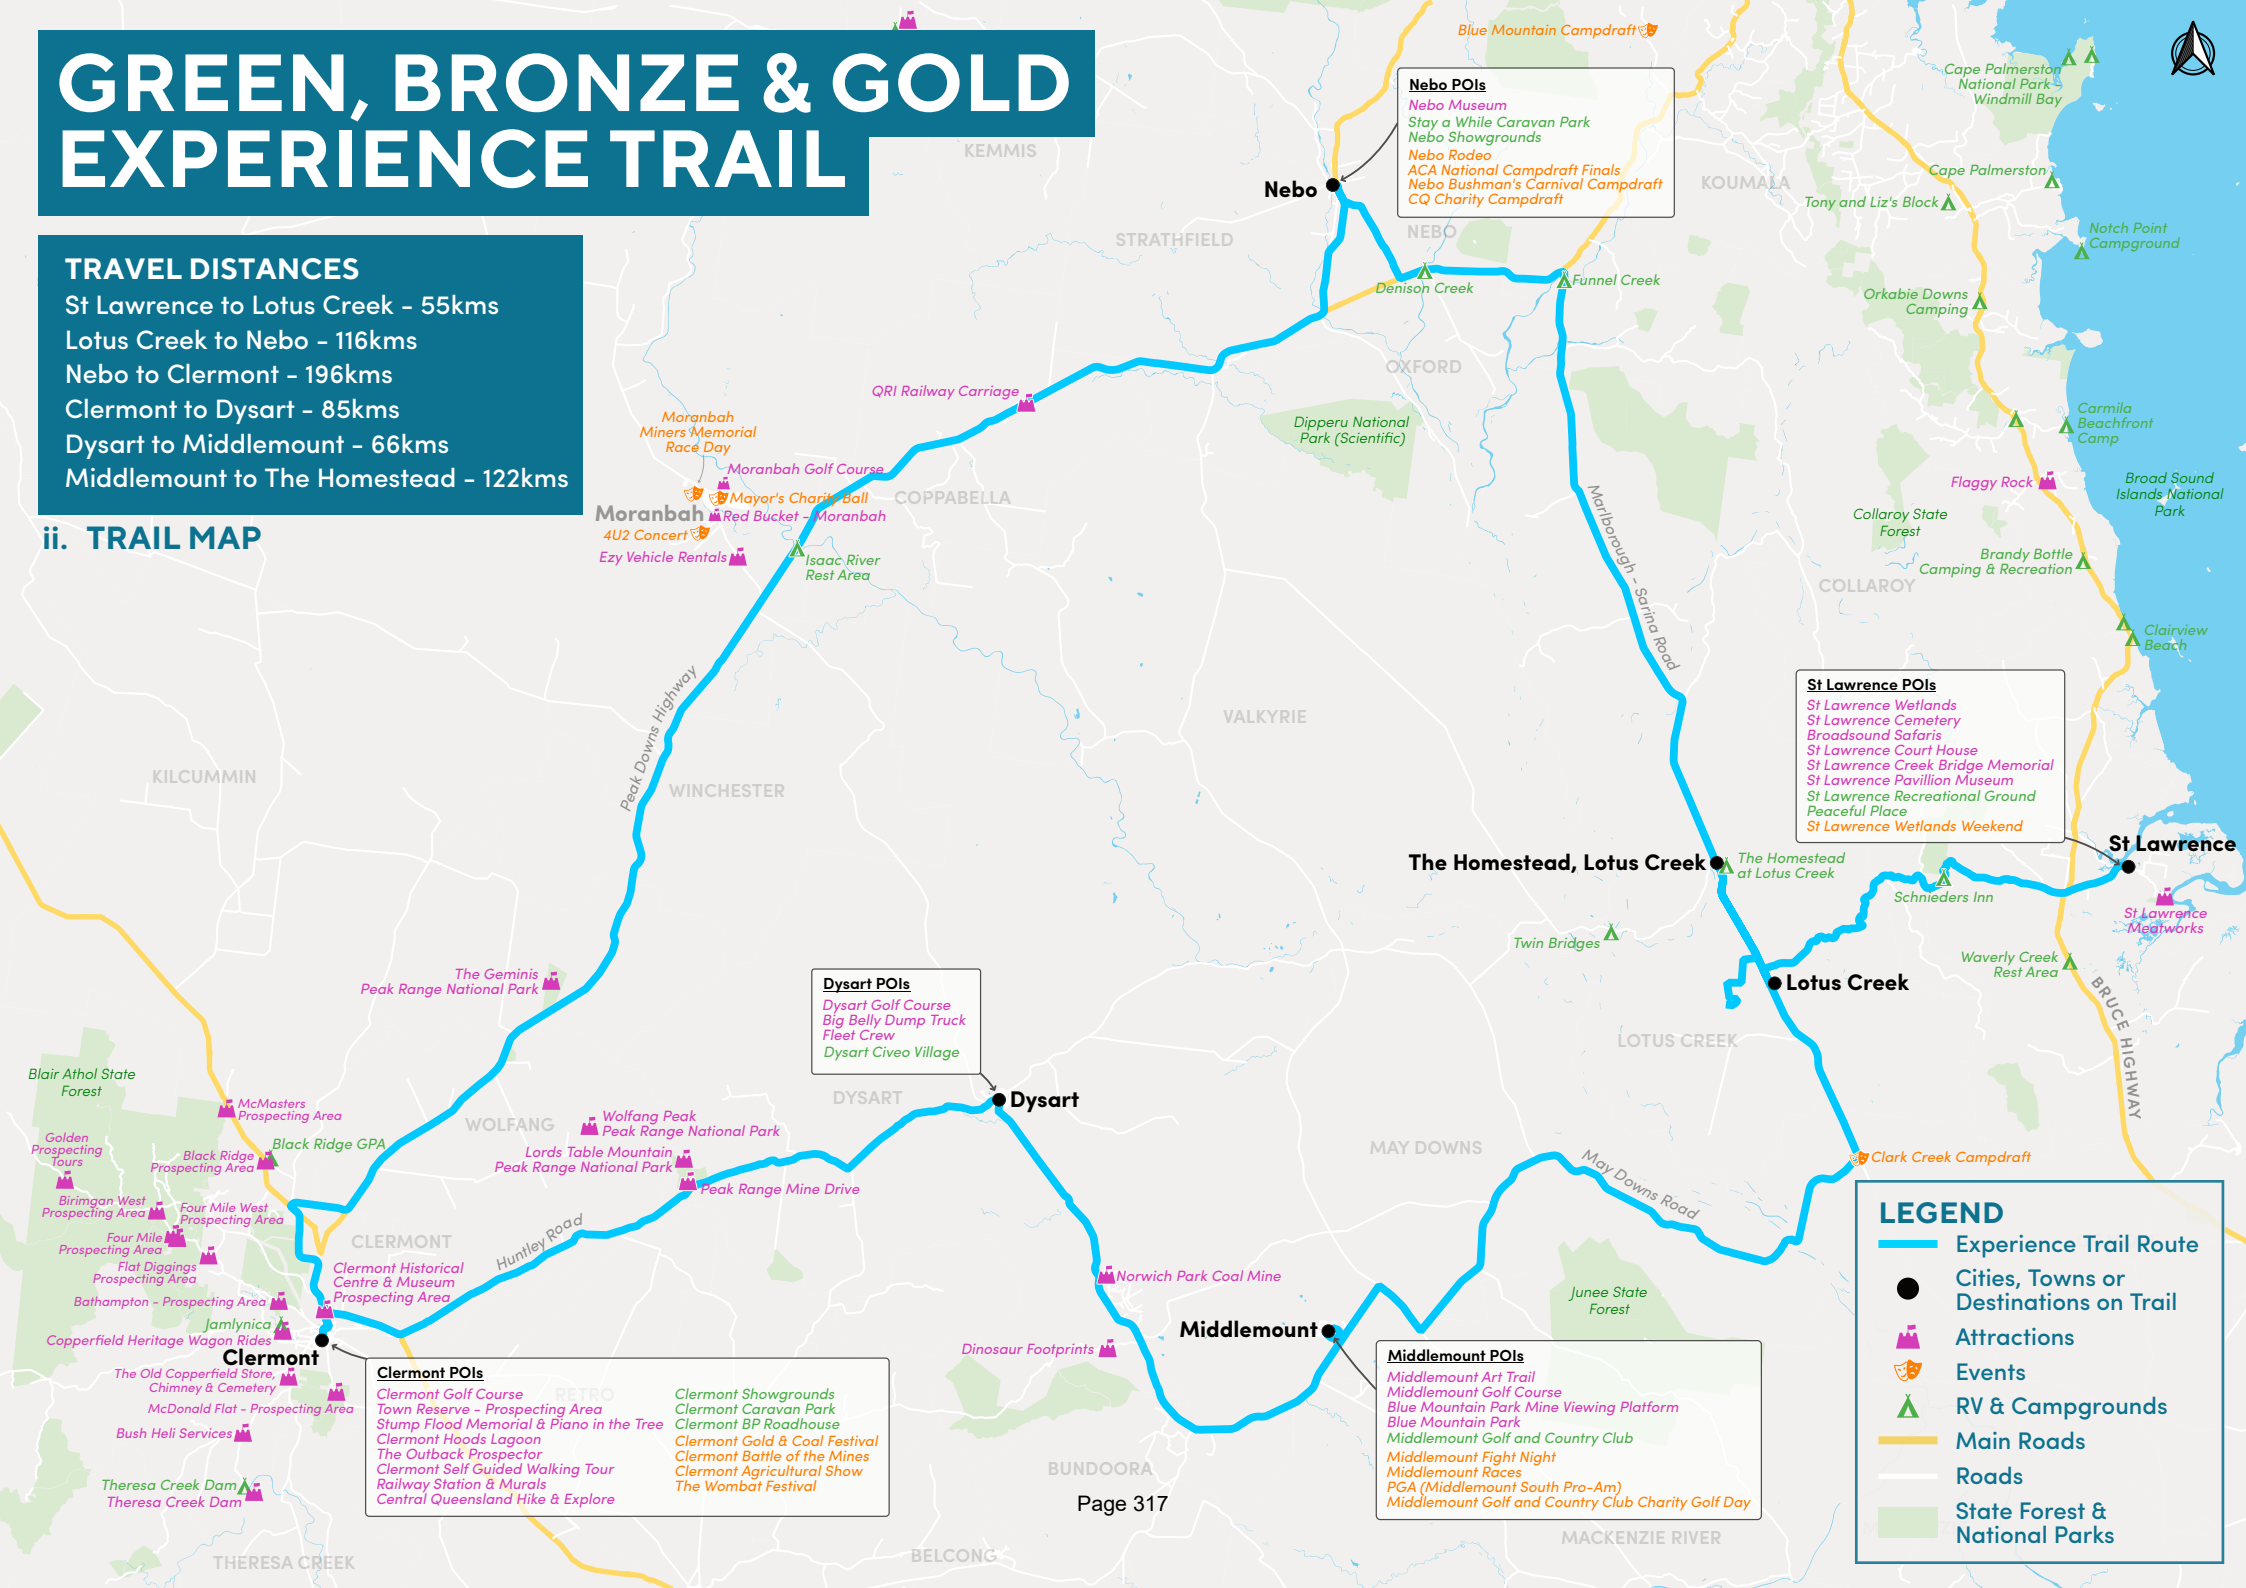 GREEN, BRONZE & GOLD
EXPERIENCE TRAIL
TRAVEL DISTANCES
St Lawrence to Lotus Creek - 55kms
Lotus Creek to Nebo - 116kms
Nebo to Clermont - 196kms
Clermont to Dysart - 85kms
Dysart to Middlemount - 66kms
Middlemount to The Homestead - 122kms
ii. TRAIL MAP
KEMMIS
Blue Mountain Campdraft
Nebo POIs
Nebo Museum
Stay a While Caravan Park
Nebo Showgrounds
Nebo Rodeo
ACA National Campdraft Finals
Nebo Bushman's Carnival Campdraft
CQ Charity Campdraft
Nebo
STRATHFIELD
NEBO
KOUMALA
Cape Palmerston
National Park -
Windmill Bay
Cape Palmerston
Tony and Liz's Block
Notch Point
Campground
Orkabie Downs
Camping
Denison Creek
Funnel Creek
OXFORD
Dipperu National
Park (Scientific)
QRI Railway Carriage
Moranbah
Miners Memorial
Race Day
Moranbah Golf Course
Mayor's Charity Ball
Moranbah
Red Bucket - Moranbah
4U2 Concert
Ezy Vehicle Rentals
Isaac River
Rest Area
COPPABELLA
Marlborough - Sarina Road
Carmila
Beachfront
Camp
Flaggy Rock
Broad Sound
Islands National
Park
Collaroy State
Forest
Brandy Bottle
Camping & Recreation
COLLAROY
Clairview
Beach
Peak Downs Highway
KILCUMMIN
WINCHESTER
VALKYRIE
St Lawrence POIs
St Lawrence Wetlands
St Lawrence Cemetery
Broadsound Safaris
St Lawrence Court House
St Lawrence Creek Bridge Memorial
St Lawrence Pavillion Museum
St Lawrence Recreational Ground
Peaceful Place
St Lawrence Wetlands Weekend
St Lawrence
The Homestead, Lotus Creek
The Homestead
at Lotus Creek
Schnieders Inn
St Lawrence
Meatworks
Twin Bridges
Waverly Creek
Rest Area
Lotus Creek
BRUCE HIGHWAY
LOTUS CREEK
The Geminis
Peak Range National Park
Dysart POIs
Dysart Golf Course
Big Belly Dump Truck
Fleet Crew
Dysart Civeo Village
DYSART
Dysart
Blair Athol State
Forest
McMasters
Prospecting Area
Golden
Prospecting
Tours
Black Ridge GPA
Black Ridge
Prospecting Area
Birimgan West
Prospecting Area
Four Mile West
Prospecting Area
Four Mile
Prospecting Area
Flat Diggings
Prospecting Area
WOLFANG
Wolfang Peak
Peak Range National Park
Lords Table Mountain
Peak Range National Park
Peak Range Mine Drive
CLERMONT
Huntley Road
Clermont Historical
Centre & Museum
Prospecting Area
Bathampton - Prospecting Area
Jamlynica
Copperfield Heritage Wagon Rides
Clermont
The Old Copperfield Store,
Chimney & Cemetery
McDonald Flat - Prospecting Area
Bush Heli Services
Theresa Creek Dam
Theresa Creek Dam
THERESA CREEK
Clermont POIs
Clermont Golf Course
Town Reserve - Prospecting Area
Stump Flood Memorial & Piano in the Tree
Clermont Hoods Lagoon
The Outback Prospector
Clermont Self Guided Walking Tour
Railway Station & Murals
Central Queensland Hike & Explore
Clermont Showgrounds
Clermont Caravan Park
Clermont BP Roadhouse
Clermont Gold & Coal Festival
Clermont Battle of the Mines
Clermont Agricultural Show
The Wombat Festival
RETRO
MAY DOWNS
May Downs Road
Clark Creek Campdraft
Norwich Park Coal Mine
Dinosaur Footprints
Middlemount
Junee State
Forest
Middlemount POIs
Middlemount Art Trail
Middlemount Golf Course
Blue Mountain Park Mine Viewing Platform
Blue Mountain Park
Middlemount Golf and Country Club
Middlemount Fight Night
Middlemount Races
PGA (Middlemount South Pro-Am)
Middlemount Golf and Country Club Charity Golf Day
BUNDOORA
Page 317
BELCONG
MACKENZIE RIVER
LEGEND
Experience Trail Route
Cities, Towns or
Destinations on Trail
Attractions
Events
RV & Campgrounds
Main Roads
Roads
State Forest &
National Parks